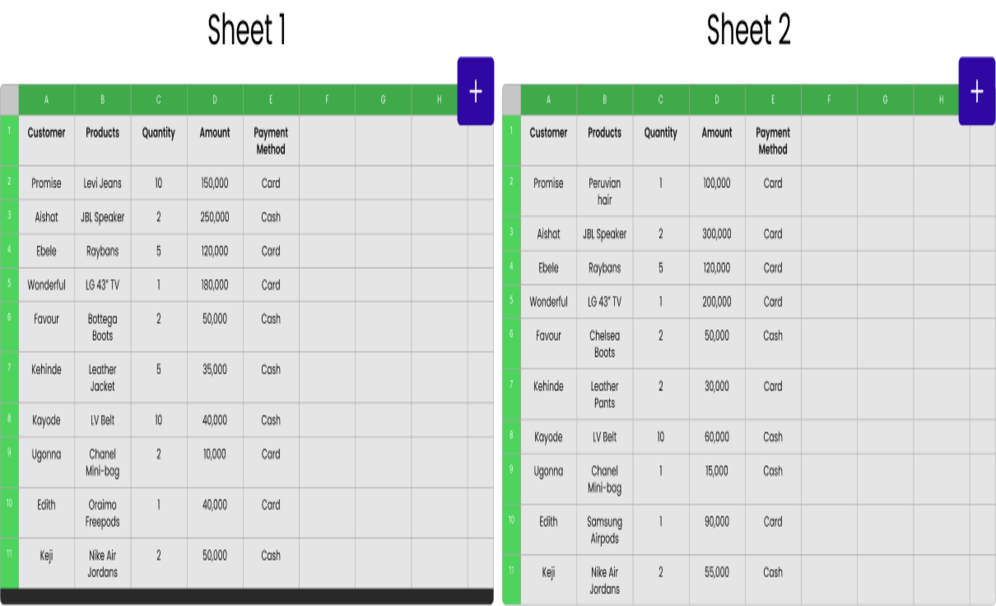 Sheet 1
+
A B C D E F G H
1 Customer Products Quantity Amount Payment
Method
2 Promise Levi Jeans 10 150,000 Card
3 Aishat JBL Speaker 2 250,000 Cash
4 Ebele Raybans 5 120,000 Card
5 Wonderful LG 43" TV 1 180,000 Card
6 Favour Bottega 2 50,000 Cash
Boots
7 Kehinde Leather 5 35,000 Cash
Jacket
8 Kayode LV Belt 10 40,000 Cash
9 Ugonna Chanel 2 10,000 Card
Mini-bag
10 Edith Oraimo 1 40,000 Card
Freepods
11 Keji Nike Air 2 50,000 Cash
Jordans
Sheet 2
+
A B C D E F G H
1 Customer Products Quantity Amount Payment
Method
2 Promise Peruvian 1 100,000 Card
hair
3 Aishat JBL Speaker 2 300,000 Card
4 Ebele Raybans 5 120,000 Card
5 Wonderful LG 43" TV 1 200,000 Card
6 Favour Chelsea 2 50,000 Cash
Boots
7 Kehinde Leather 2 30,000 Card
Pants
8 Kayode LV Belt 10 60,000 Cash
9 Ugonna Chanel 1 15,000 Cash
Mini-bag
10 Edith Samsung 1 90,000 Card
Airpods
11 Keji Nike Air 2 55,000 Cash
Jordans